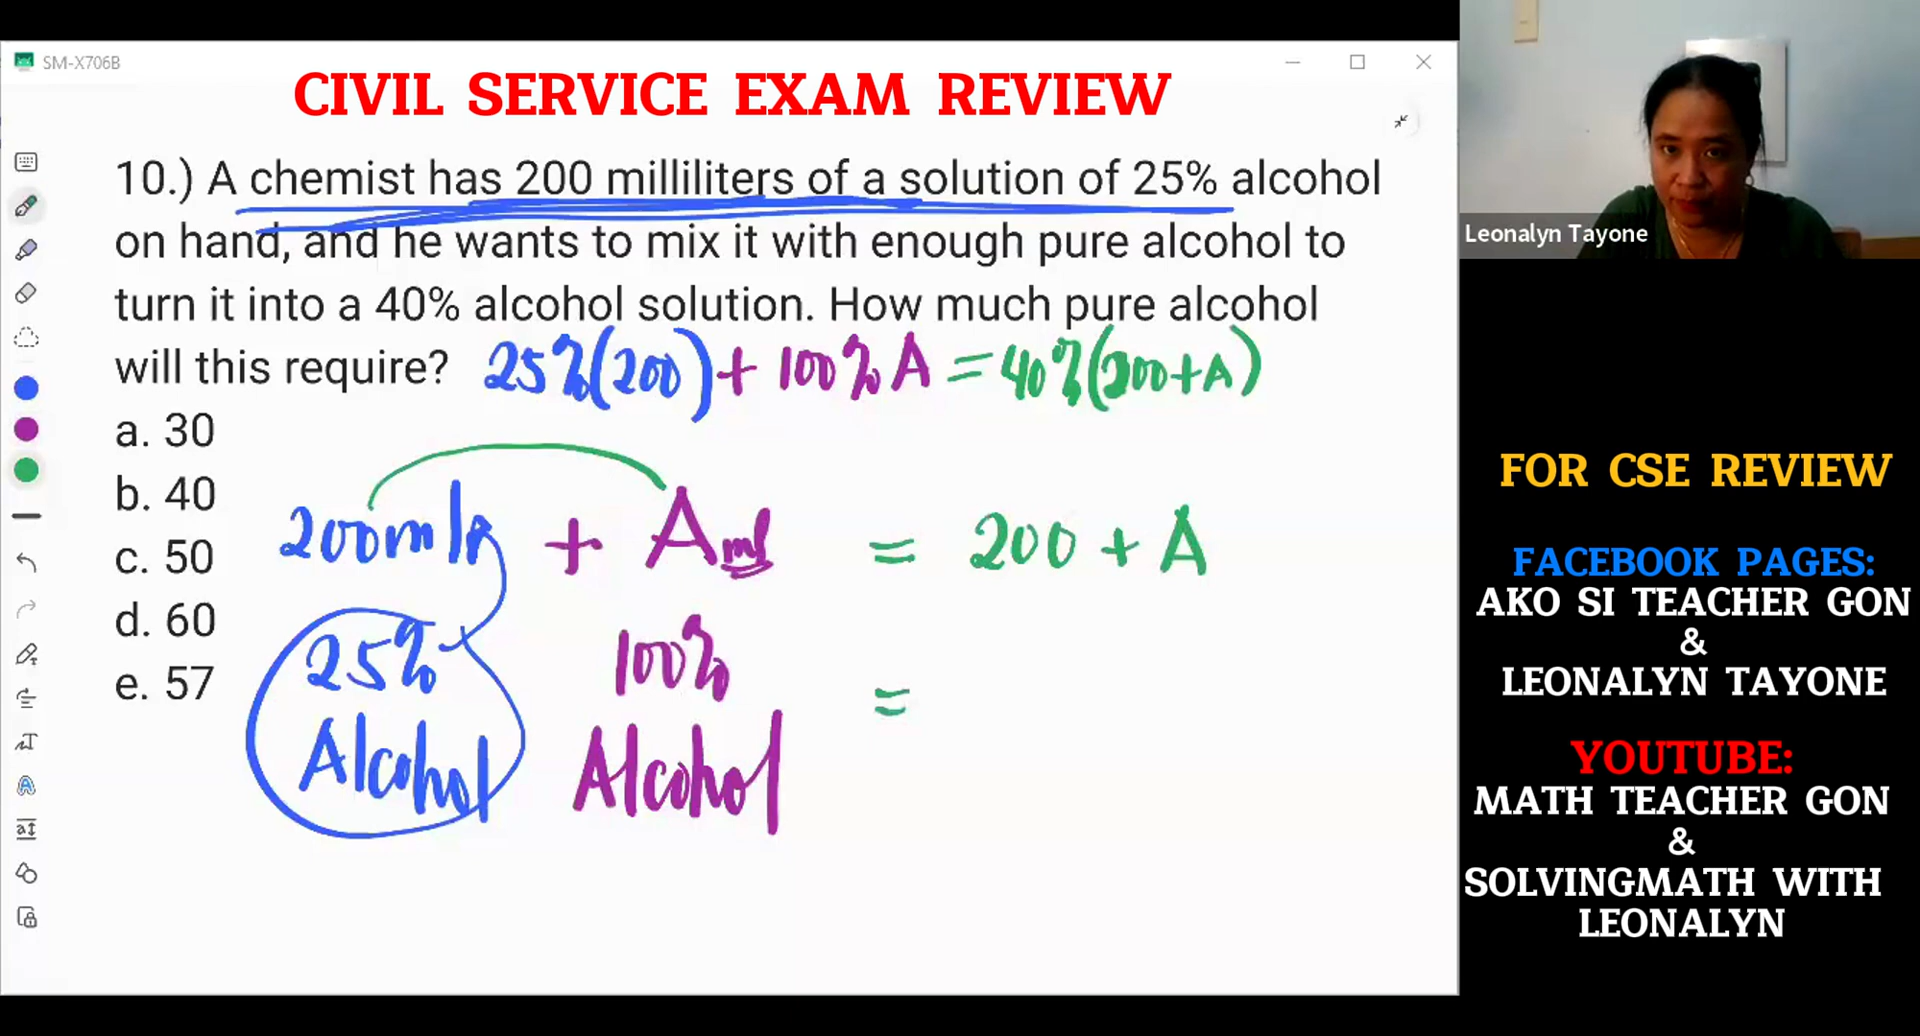 SM-X706B
CIVIL SERVICE EXAM REVIEW
10.) A chemist has 200 milliliters of a solution of 25% alcohol
on hand, and he wants to mix it with enough pure alcohol to
turn it into a 40% alcohol solution. How much pure alcohol
will this require? 25%(200) + 100% A = 40%(200+A)
a. 30
b. 40
c. 50
d. 60
e. 57
200mln + A ml = 200 + A
25% 100% =
Alcohol Alcohol
Leonalyn Tayone
FOR CSE REVIEW
FACEBOOK PAGES:
AKO SI TEACHER GON
&
LEONALYN TAYONE
YOUTUBE:
MATH TEACHER GON
&
SOLVINGMATH WITH
LEONALYN